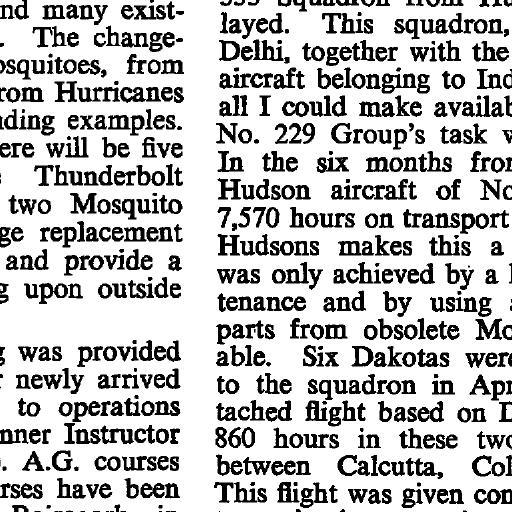 nd many exist-
. The change-
osquitoes, from
rom Hurricanes
ding examples.
ere will be five
Thunderbolt
two Mosquito
ge replacement
and provide a
g upon outside
g was provided
newly arrived
to operations
nner Instructor
. A.G. courses
rses have been
layed. This squadron,
Delhi, together with the
aircraft belonging to Ind
all I could make availab
No. 229 Group's task w
In the six months fro
Hudson aircraft of No
7,570 hours on transport
Hudsons makes this a
was only achieved by a
tenance and by using
parts from obsolete Mo
able. Six Dakotas were
to the squadron in Apr
tached flight based on D
860 hours in these two
between Calcutta, Col
This flight was given con